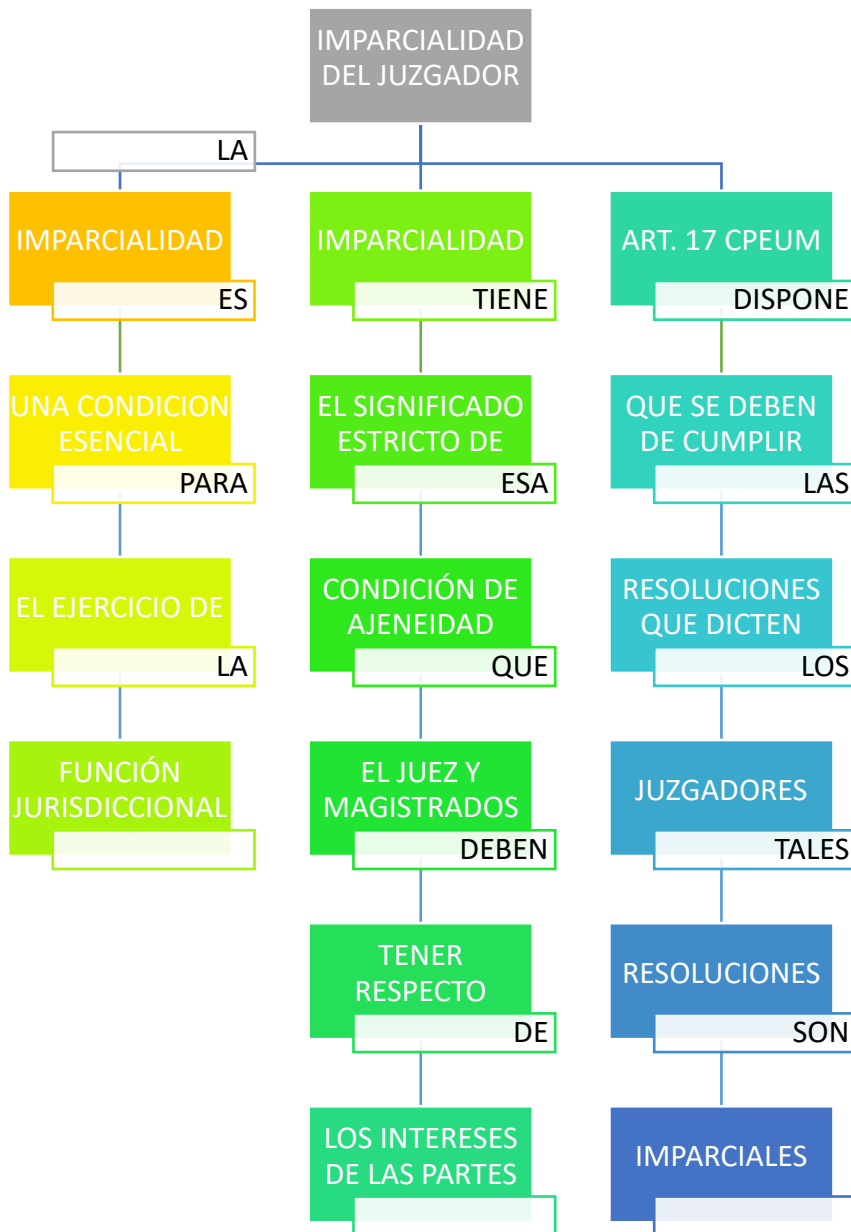 IMPARCIALIDAD
DEL JUZGADOR
LA
IMPARCIALIDAD
ES
UNA CONDICION
ESENCIAL
PARA
EL EJERCICIO DE
LA
FUNCIÓN
JURISDICCIONAL
IMPARCIALIDAD
TIENE
EL SIGNIFICADO
ESTRICTO DE
ESA
CONDICIÓN DE
AJENEIDAD
QUE
EL JUEZ Y
MAGISTRADOS
DEBEN
TENER
RESPECTO
DE
LOS INTERESES
DE LAS PARTES
ART. 17 CPEUM
DISPONE
QUE SE DEBEN
DE CUMPLIR
LAS
RESOLUCIONES
QUE DICTEN
LOS
JUZGADORES
TALES
RESOLUCIONES
SON
IMPARCIALES